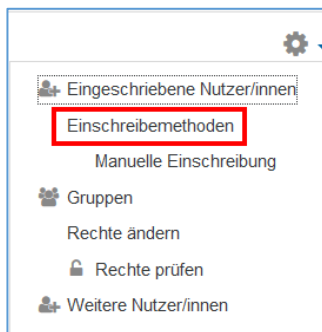 Eingeschriebene Nutzer/innen
Einschreibemethoden
Manuelle Einschreibung
Gruppen
Rechte ändern
Rechte prüfen
Weitere Nutzer/innen